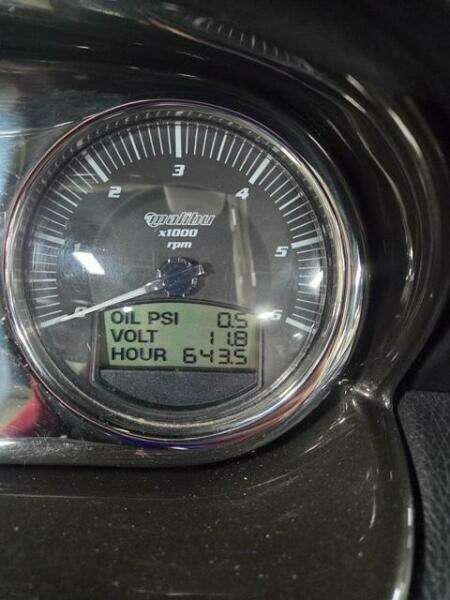 3
2 4
malibu
x1000
1 rpm 5
0 6
OIL PSI 0.5
VOLT 11.8
HOUR 643.5